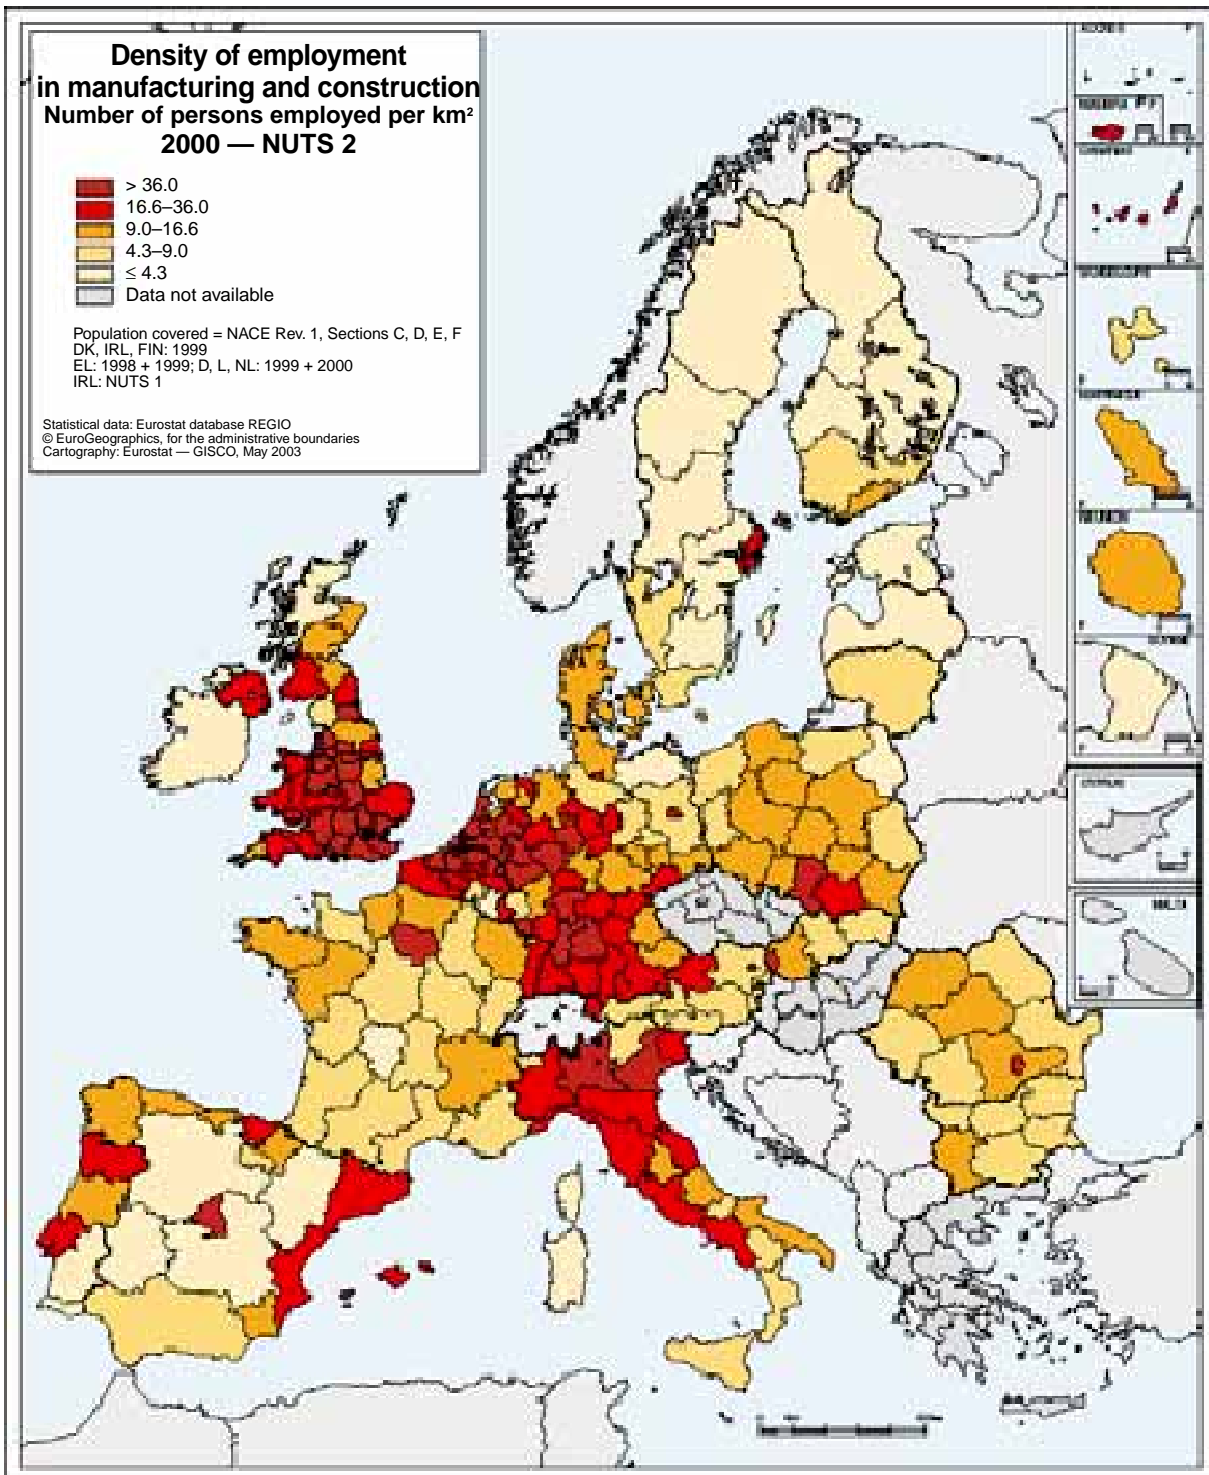 Density of employment
in manufacturing and construction
Number of persons employed per km²
2000 — NUTS 2
> 36.0
16.6–36.0
9.0–16.6
4.3–9.0
≤ 4.3
Data not available
Population covered = NACE Rev. 1, Sections C, D, E, F
DK, IRL, FIN: 1999
EL: 1998 + 1999; D, L, NL: 1999 + 2000
IRL: NUTS 1
Statistical data: Eurostat database REGIO
© EuroGeographics, for the administrative boundaries
Cartography: Eurostat — GISCO, May 2003